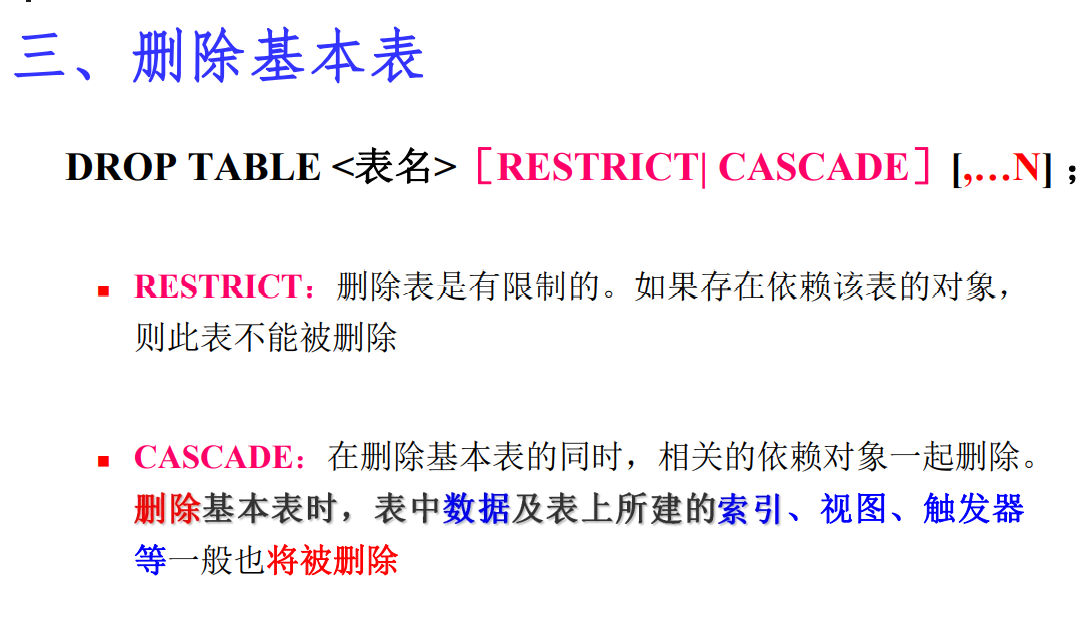 三、删除基本表
DROP TABLE <表名>［RESTRICT| CASCADE］[,…N] ；
RESTRICT：删除表是有限制的。如果存在依赖该表的对象，
则此表不能被删除
CASCADE：在删除基本表的同时，相关的依赖对象一起删除。
删除基本表时，表中数据及表上所建的索引、视图、触发器
等一般也将被删除